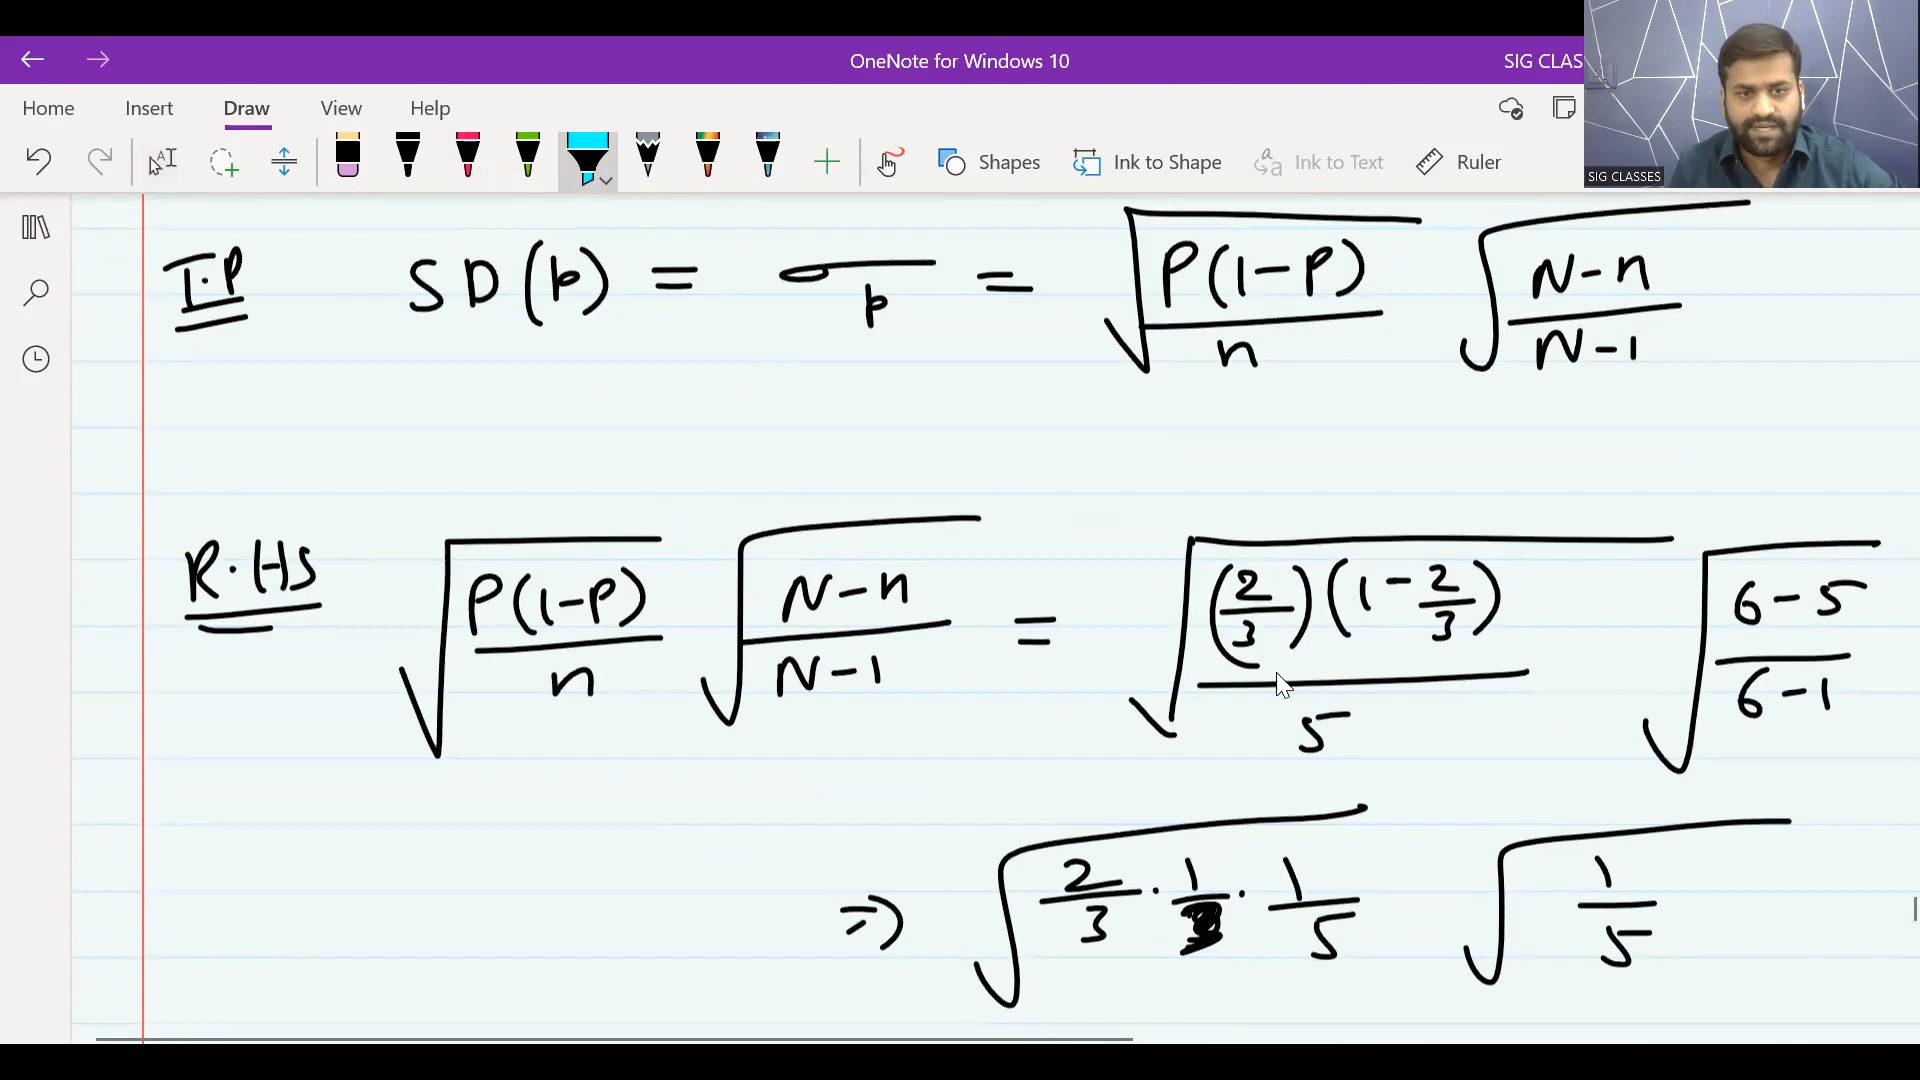 OneNote for Windows 10
SIG CLAS
Home Insert Draw View Help
Shapes Ink to Shape Ink to Text Ruler
SIG CLASSES
T.P SD(p) = σp = √(P(1-P)/n) √((N-n)/(N-1))
R.HS √(P(1-P)/n) √((N-n)/(N-1)) = √((2/3)(1-2/3)/5) √((6-5)/(6-1))
⇒ √(2/3 · 1/3 · 1/5) √(1/5)